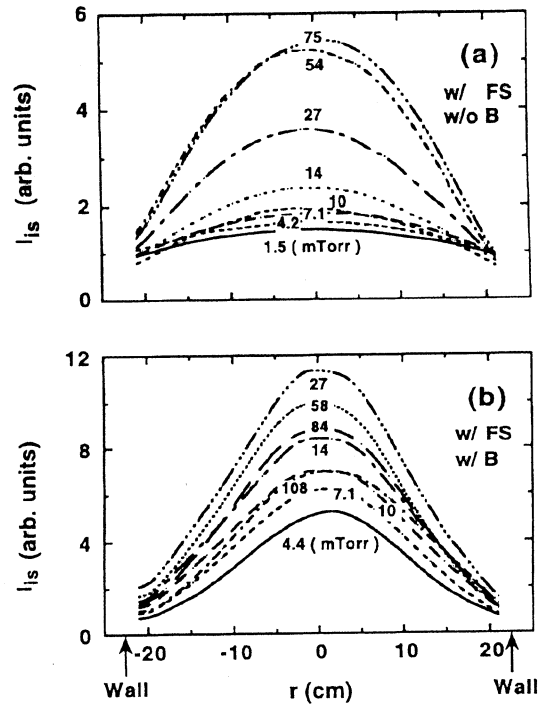 6
75
(a)
54
w/ FS
w/o B
4
27
I_is (arb. units)
14
2
10
7.1
4.2
1.5 ( mTorr )
0
12
27
(b)
58
84
w/ FS
w/ B
14
8
I_is (arb. units)
108
7.1
10
4
4.4 ( mTorr )
0
-20 -10 0 10 20
Wall r (cm) Wall